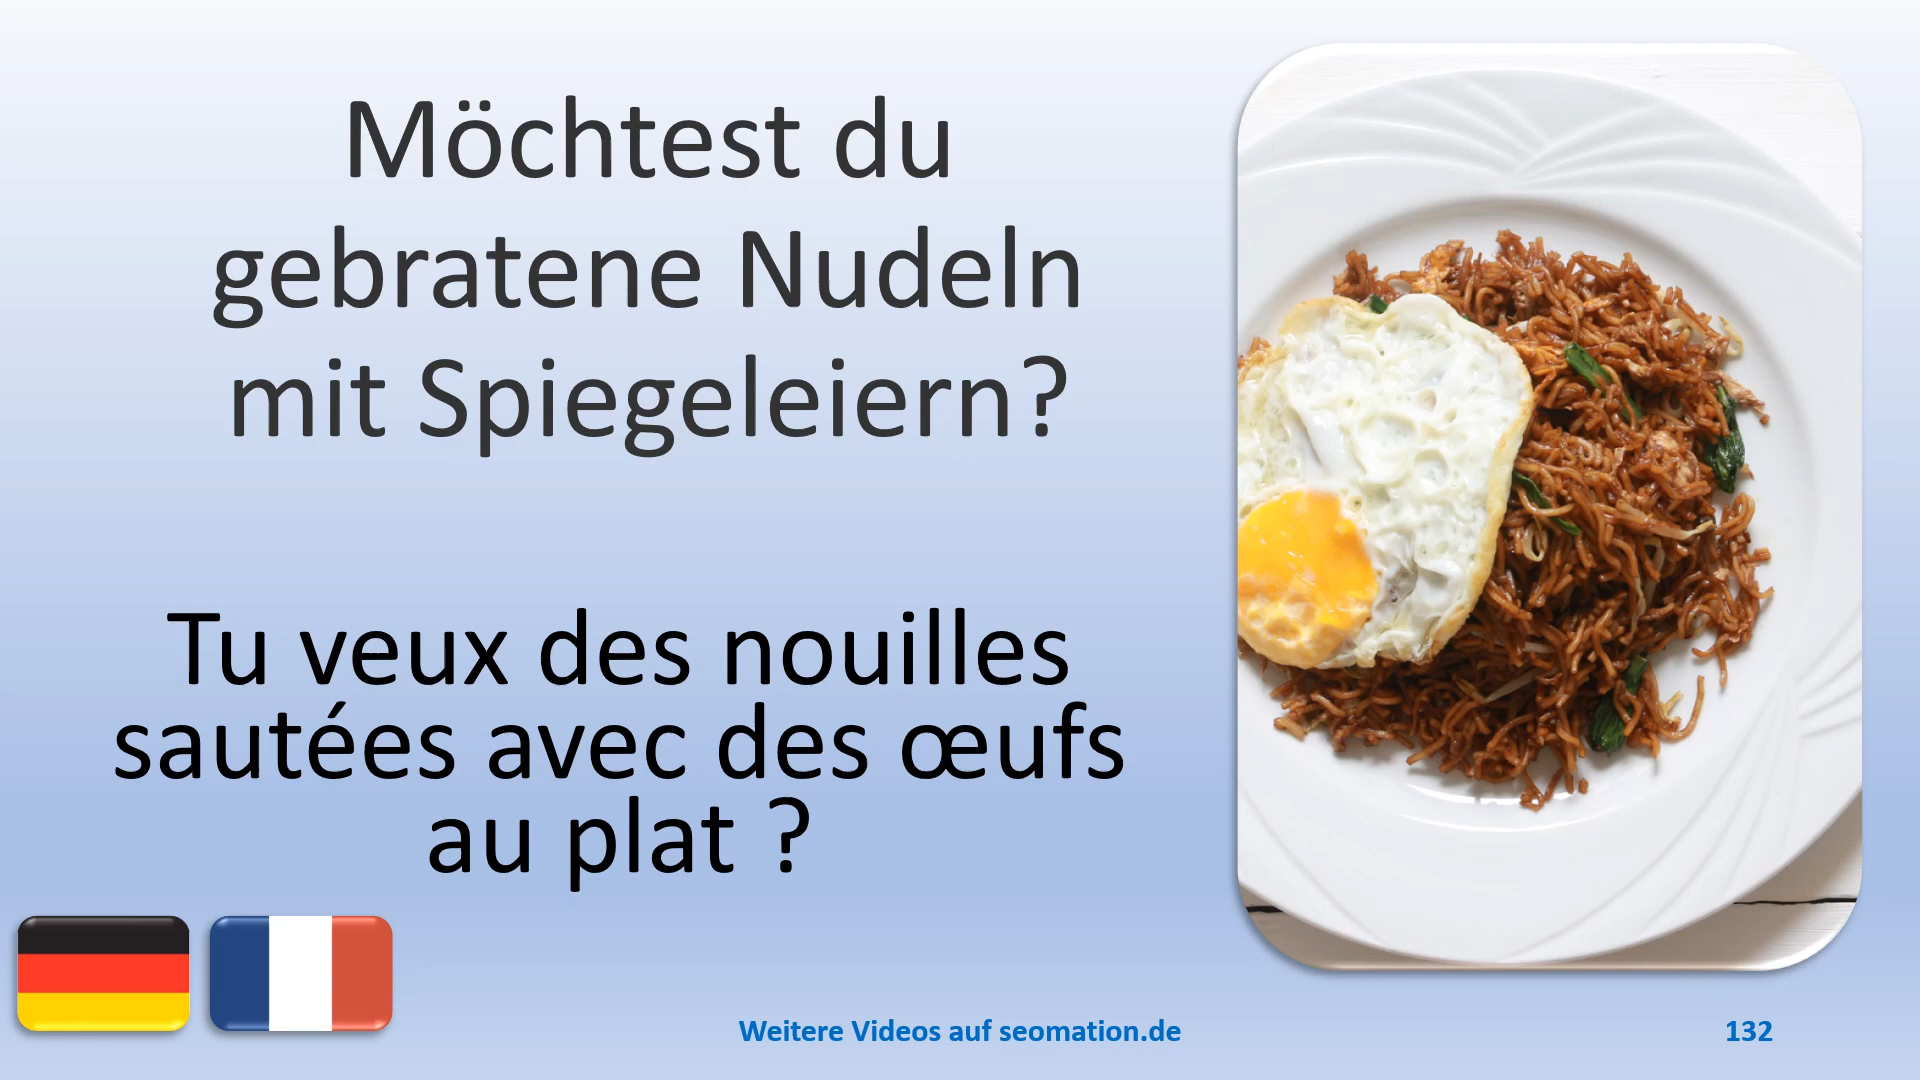 Möchtest du
gebratene Nudeln
mit Spiegeleiern?
Tu veux des nouilles
sautées avec des œufs
au plat ?
Weitere Videos auf seomation.de
132